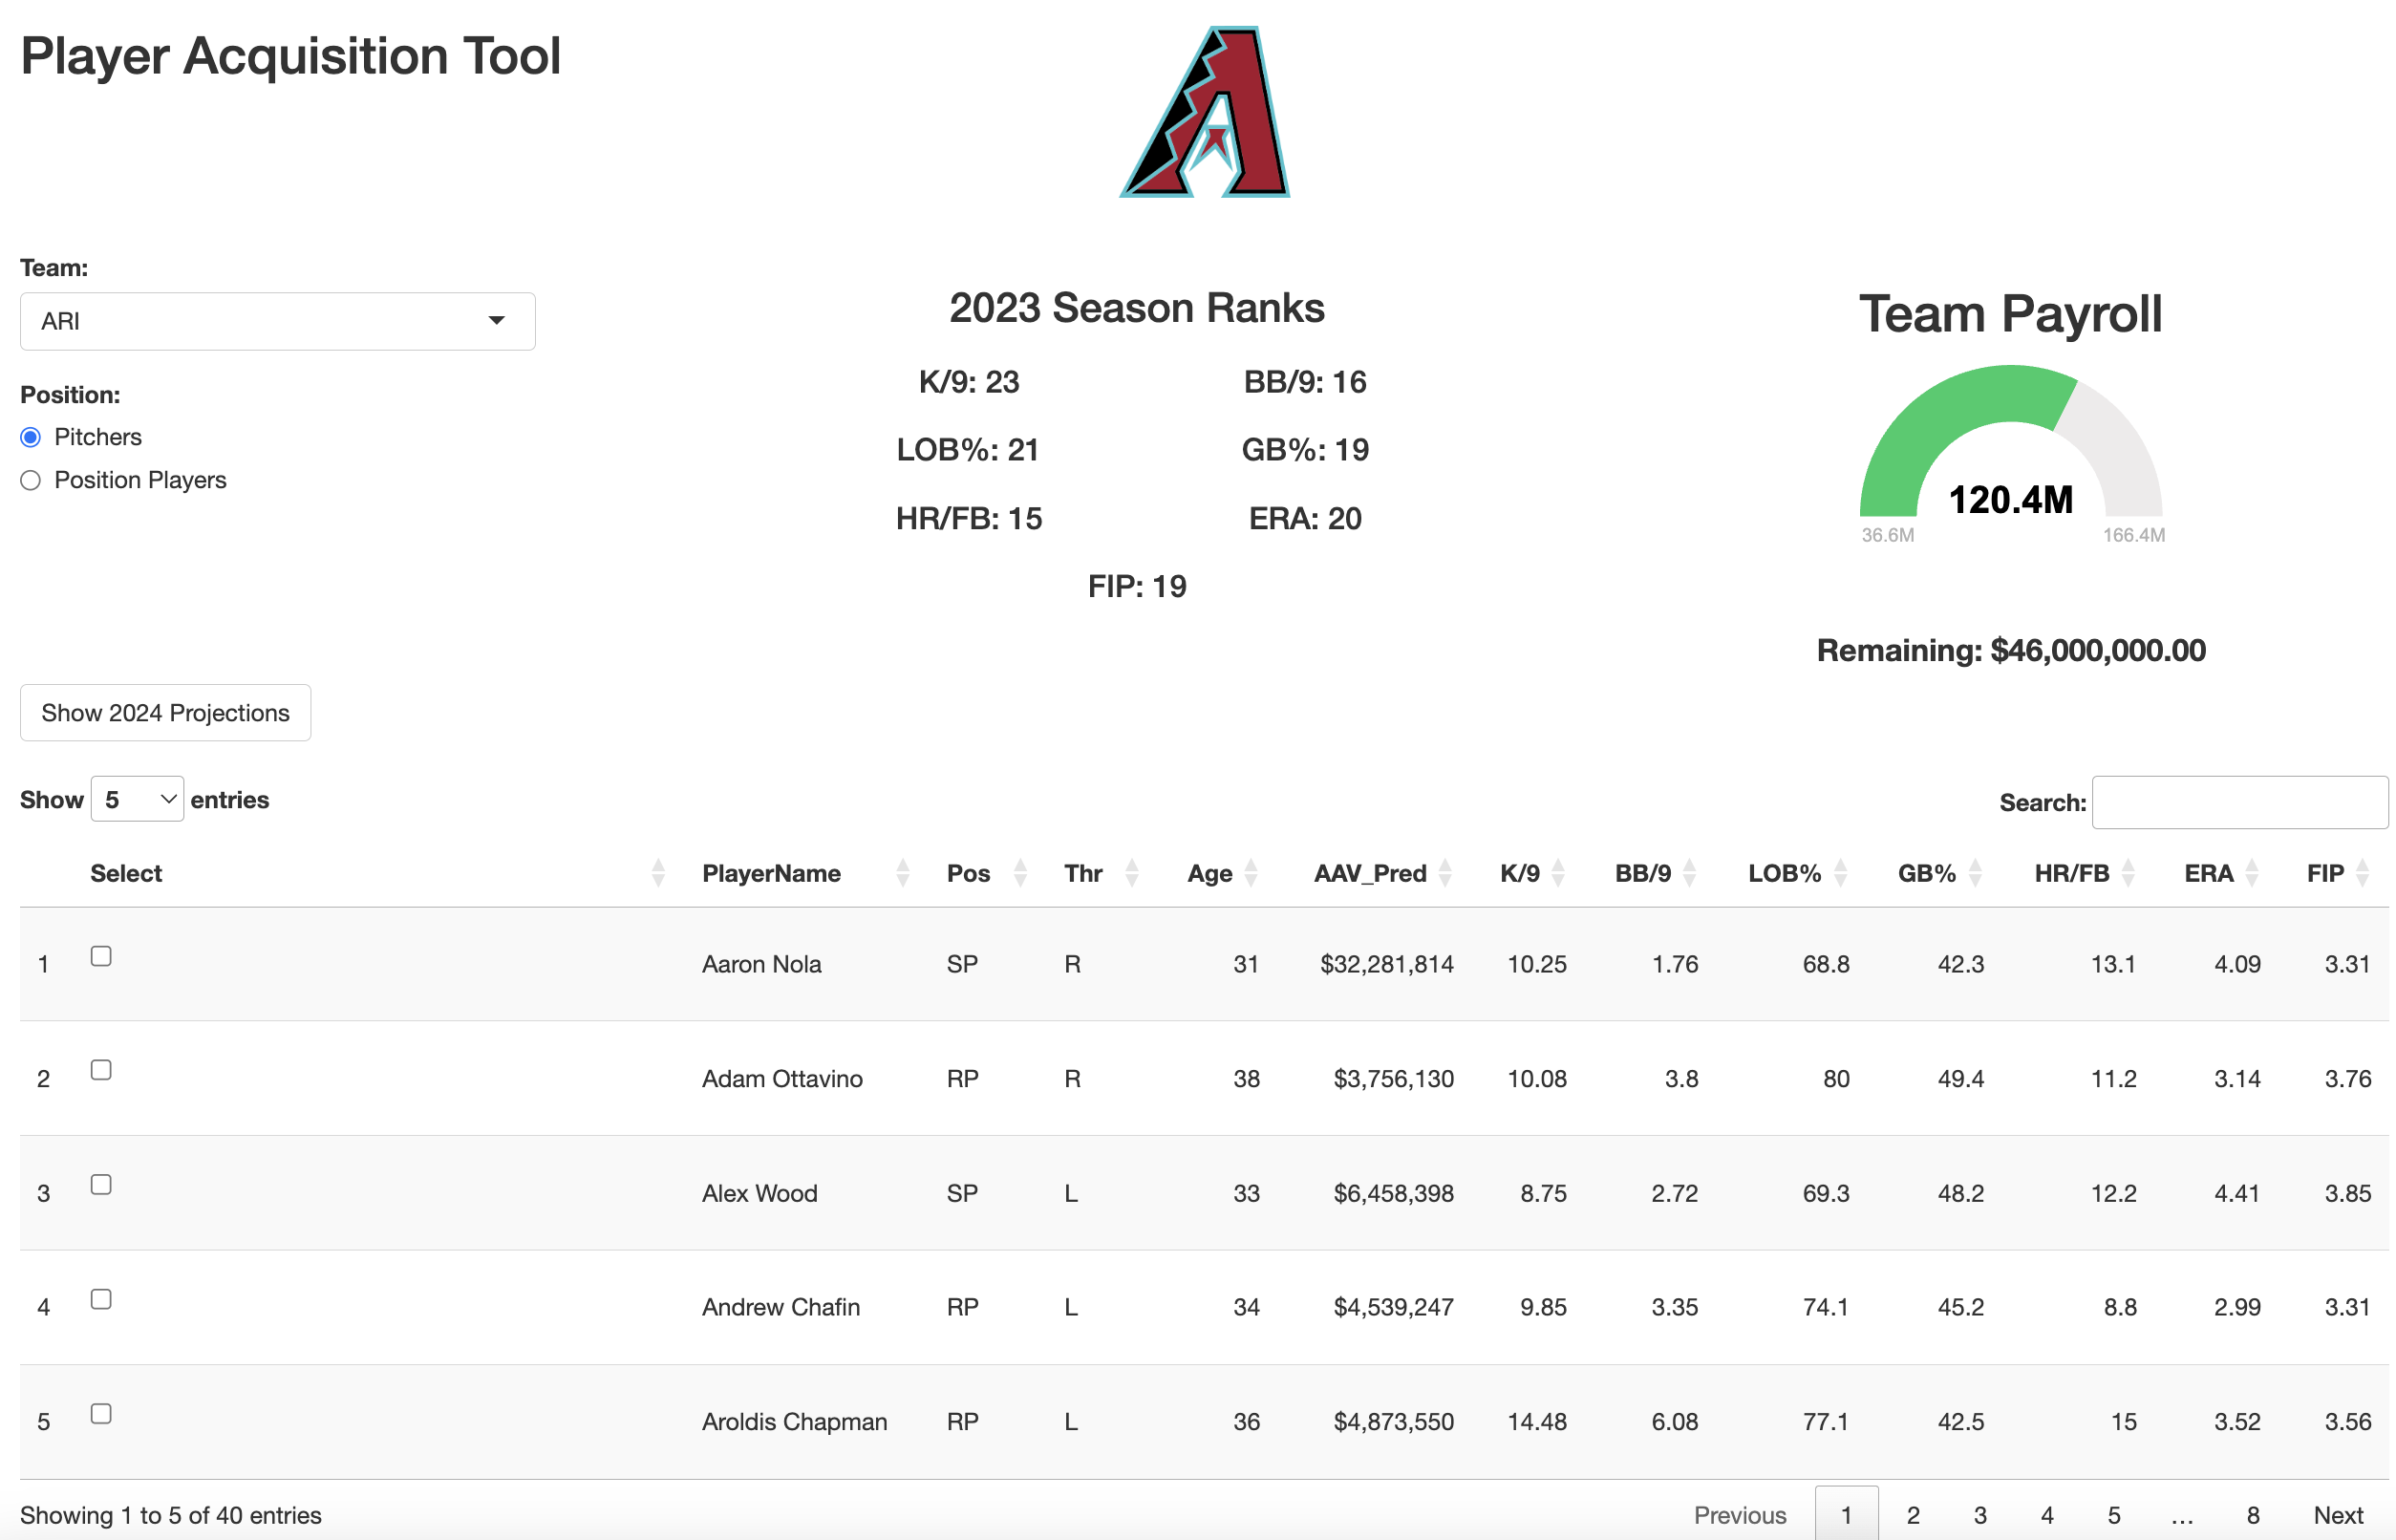 Player Acquisition Tool
Team:
ARI
Position:
Pitchers
Position Players
2023 Season Ranks
K/9: 23 BB/9: 16
LOB%: 21 GB%: 19
HR/FB: 15 ERA: 20
FIP: 19
Team Payroll
120.4M
36.6M 166.4M
Remaining: $46,000,000.00
Show 2024 Projections
Show 5 entries Search:
Select PlayerName Pos Thr Age AAV_Pred K/9 BB/9 LOB% GB% HR/FB ERA FIP
1 Aaron Nola SP R 31 $32,281,814 10.25 1.76 68.8 42.3 13.1 4.09 3.31
2 Adam Ottavino RP R 38 $3,756,130 10.08 3.8 80 49.4 11.2 3.14 3.76
3 Alex Wood SP L 33 $6,458,398 8.75 2.72 69.3 48.2 12.2 4.41 3.85
4 Andrew Chafin RP L 34 $4,539,247 9.85 3.35 74.1 45.2 8.8 2.99 3.31
5 Aroldis Chapman RP L 36 $4,873,550 14.48 6.08 77.1 42.5 15 3.52 3.56
Showing 1 to 5 of 40 entries Previous 1 2 3 4 5 … 8 Next